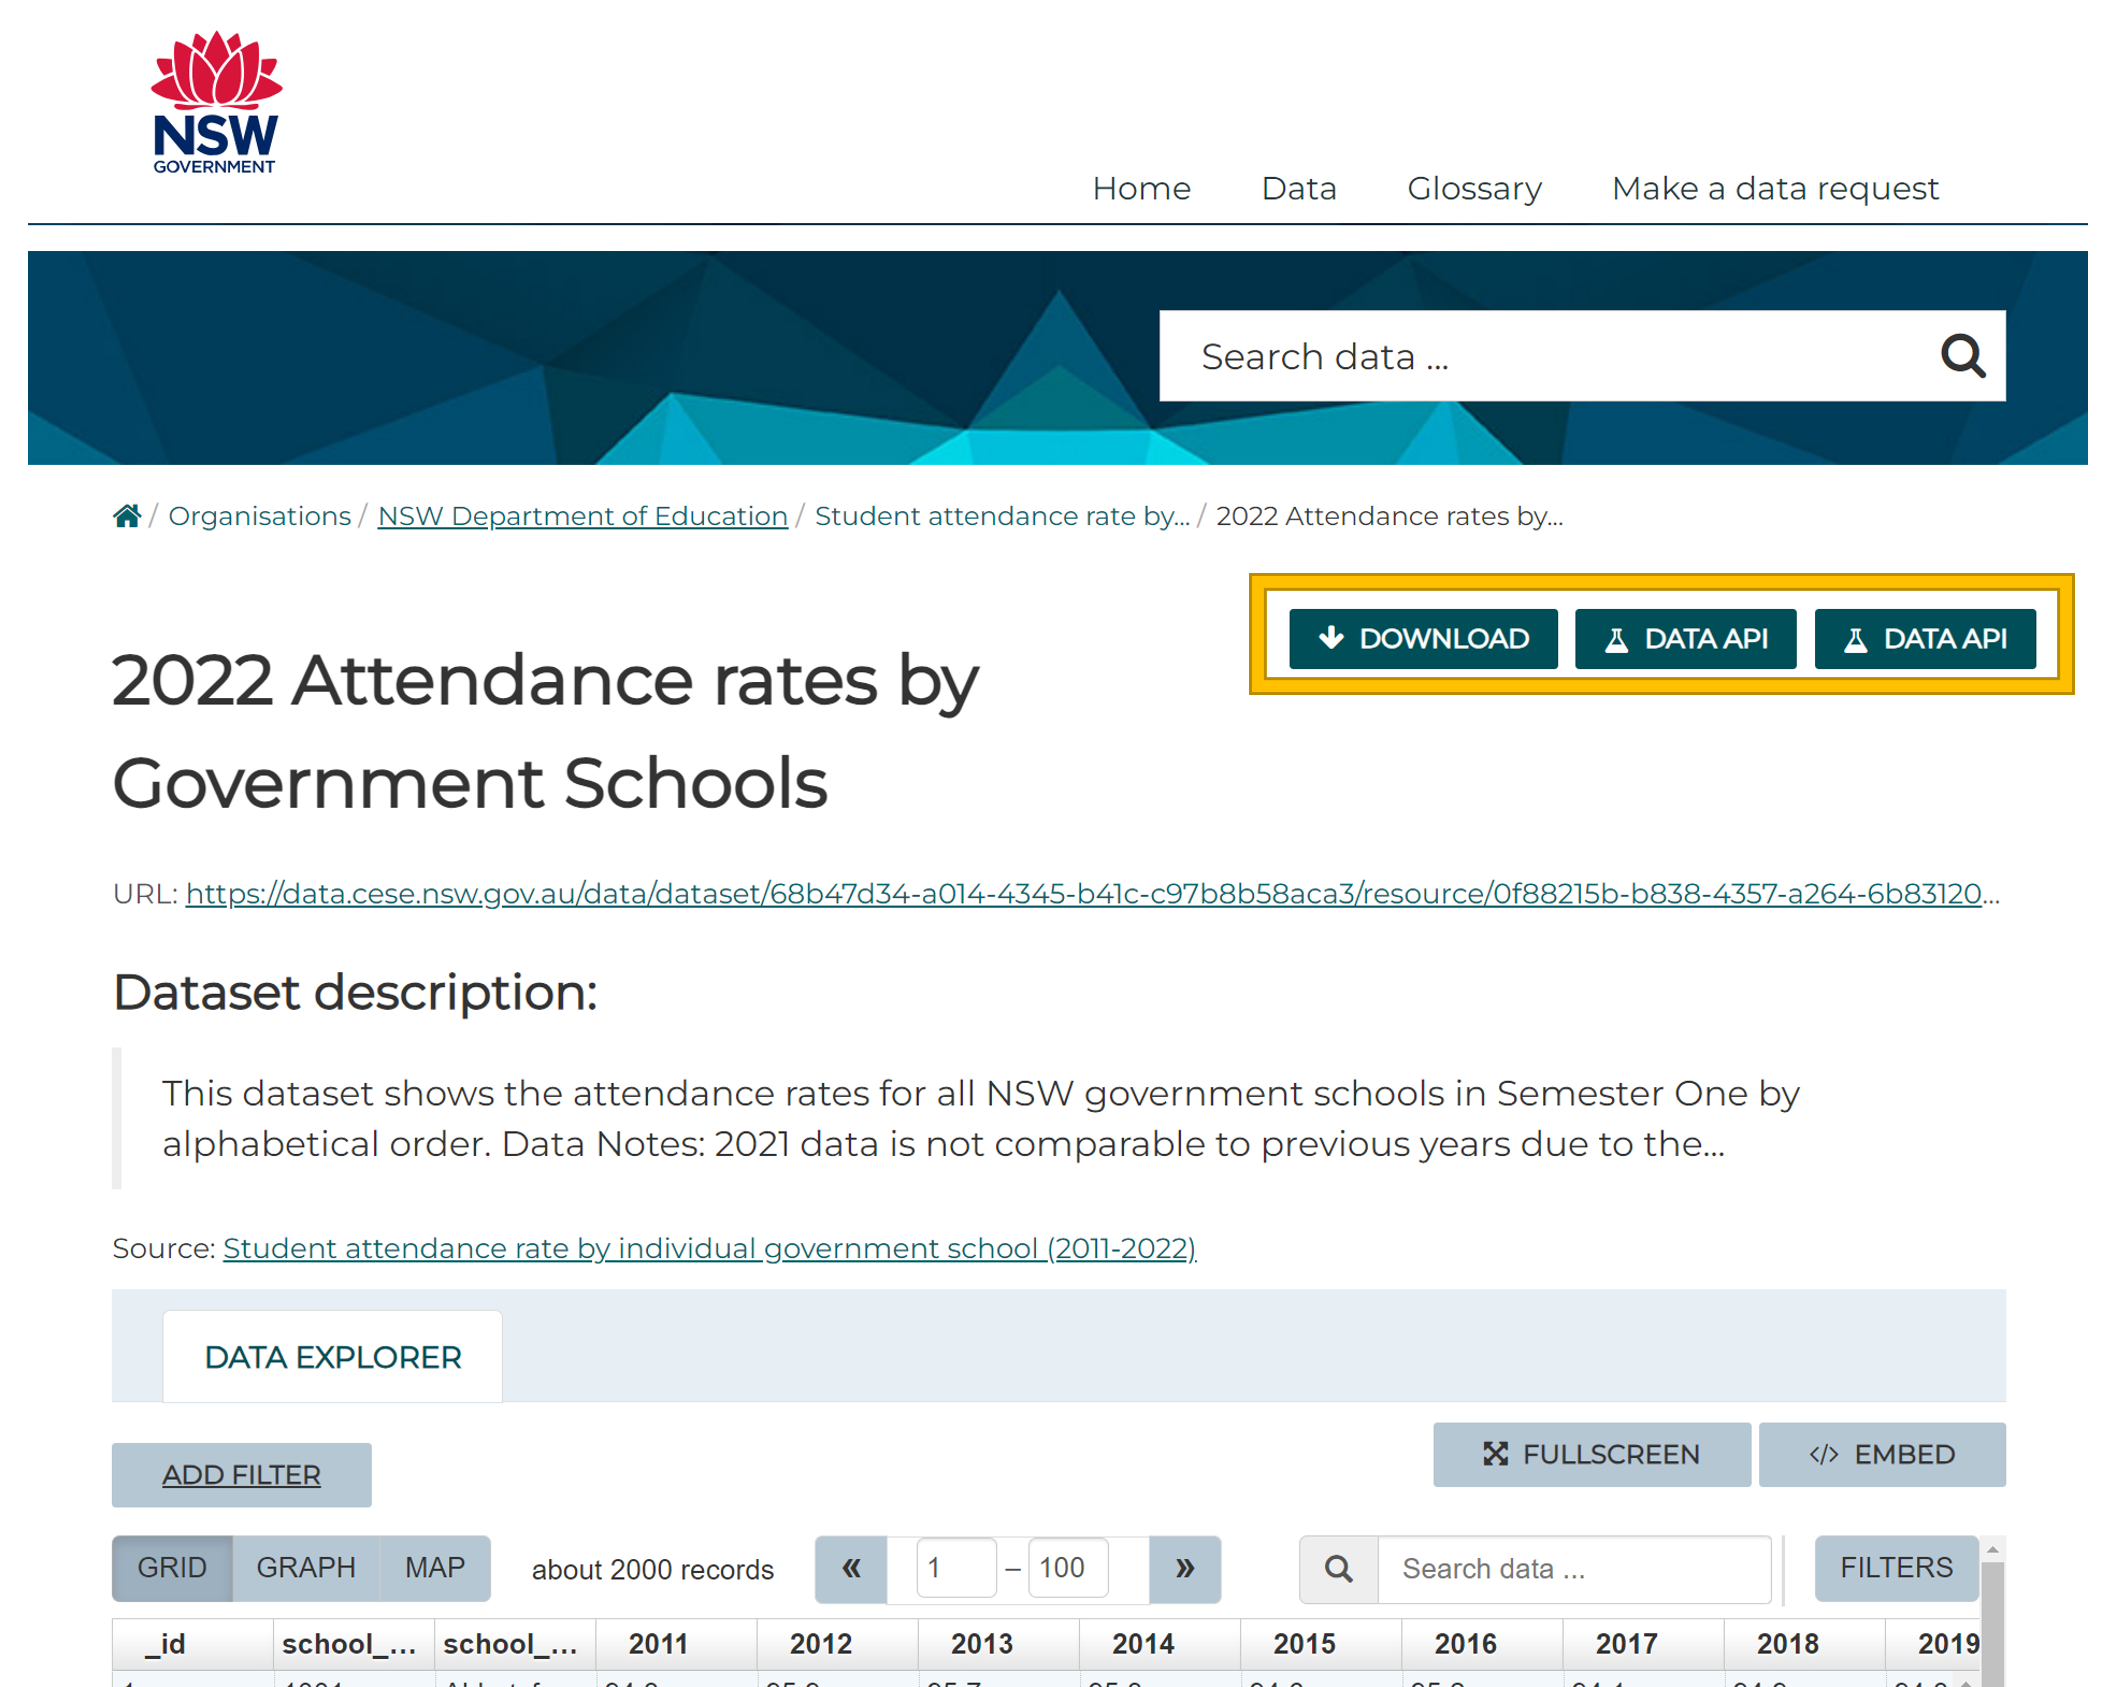 NSW
GOVERNMENT
Home Data Glossary Make a data request
Search data ...
/ Organisations / NSW Department of Education / Student attendance rate by... / 2022 Attendance rates by...
DOWNLOAD DATA API DATA API
2022 Attendance rates by
Government Schools
URL: https://data.cese.nsw.gov.au/data/dataset/68b47d34-a014-4345-b41c-c97b8b58aca3/resource/0f88215b-b838-4357-a264-6b83120...
Dataset description:
This dataset shows the attendance rates for all NSW government schools in Semester One by
alphabetical order. Data Notes: 2021 data is not comparable to previous years due to the...
Source: Student attendance rate by individual government school (2011-2022)
DATA EXPLORER
FULLSCREEN </> EMBED
ADD FILTER
GRID GRAPH MAP about 2000 records « 1 – 100 » Search data ... FILTERS
_id school_... school_... 2011 2012 2013 2014 2015 2016 2017 2018 2019